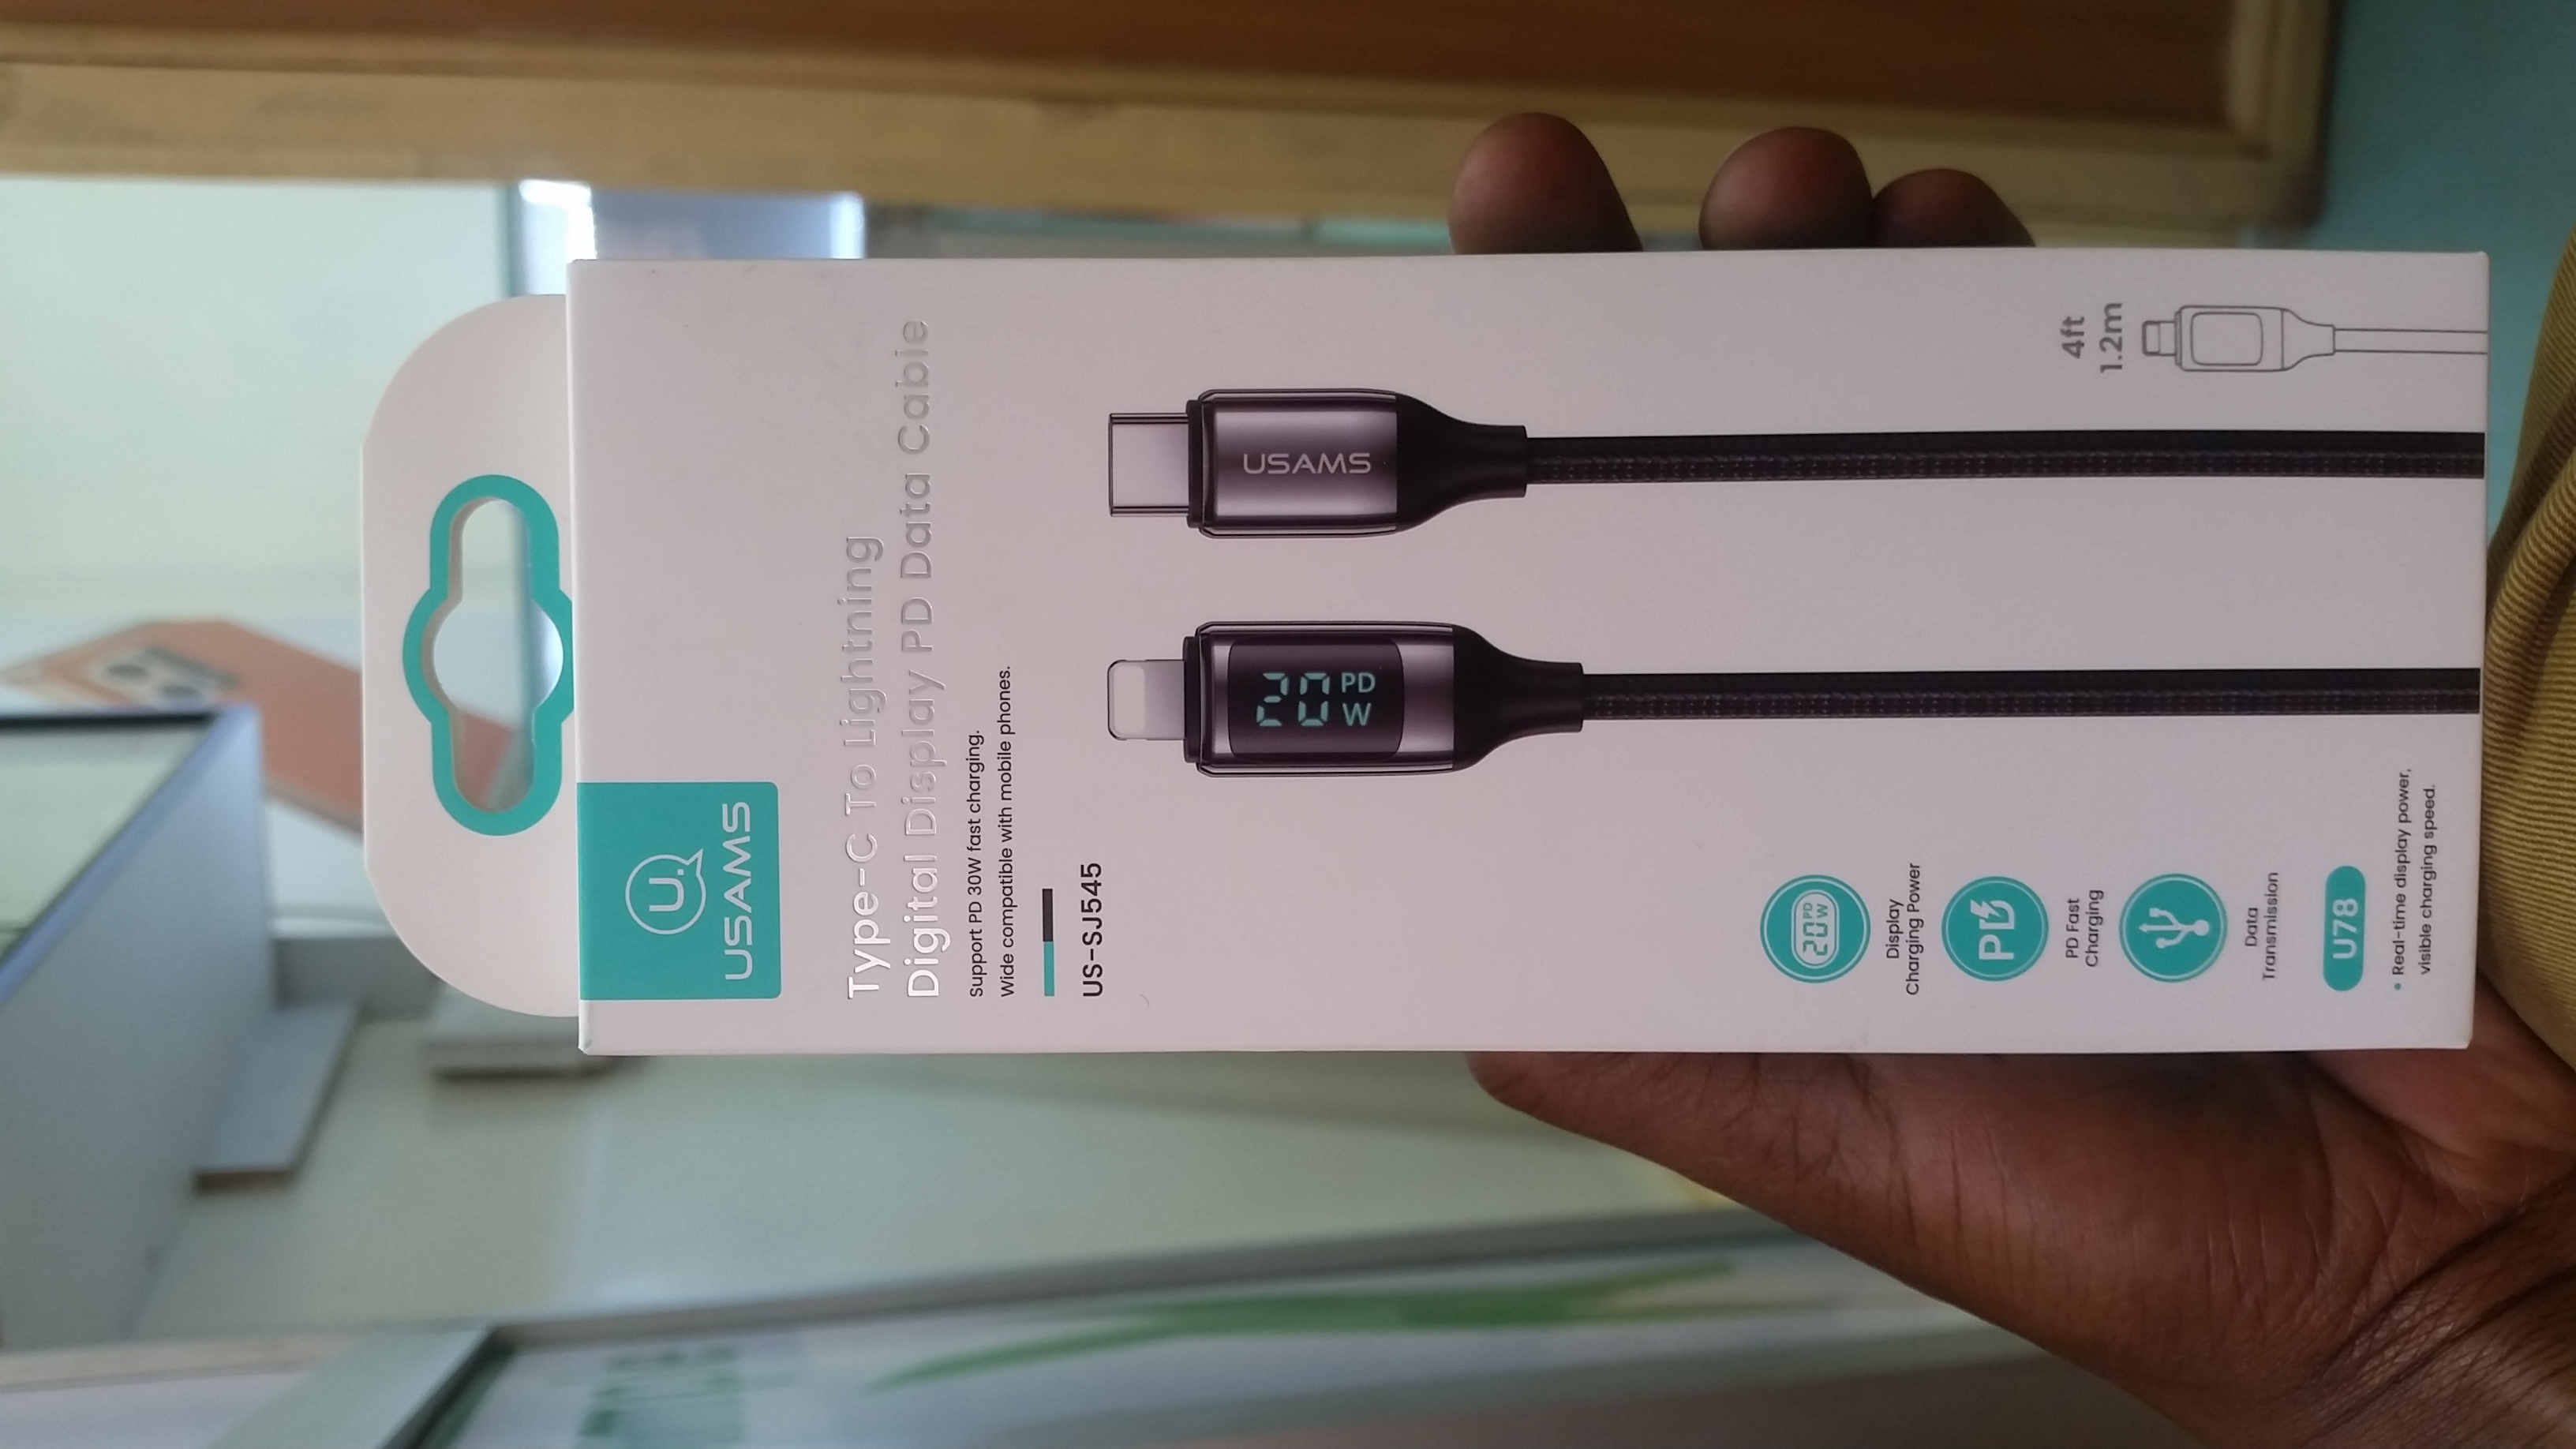 U.
USAMS
Type-C To Lightning
Digital Display PD Data Cable
Support PD 30W fast charging.
Wide compatible with mobile phones.
US-SJ545
20 PD W
USAMS
20 PD W
Display
Charging Power
PD
PD Fast
Charging
Data
Transmission
4ft
1.2m
U78
• Real-time display power,
visible charging speed.